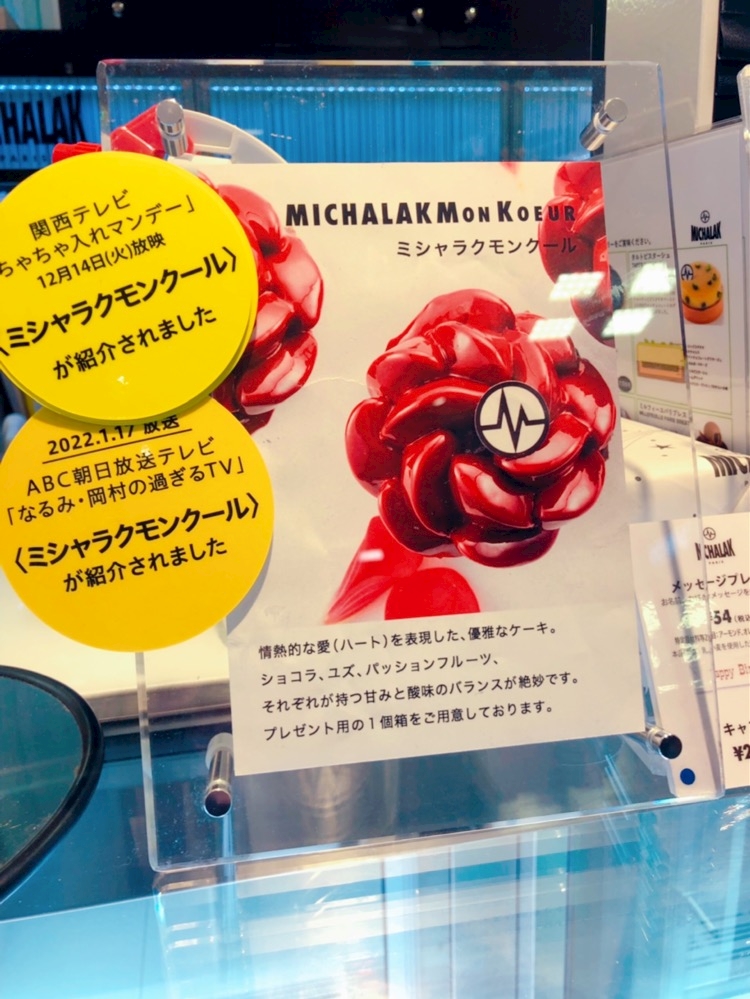 MICHALAK
関西テレビ
ちゃちゃ入れマンデー」
12月14日(火)放映
〈ミシャラクモンクール〉
が紹介されました
2022.1.17 放送
ABC朝日放送テレビ
「なるみ・岡村の過ぎるTV」
〈ミシャラクモンクール〉
が紹介されました
MICHALAK MON KOEUR
ミシャラクモンクール
情熱的な愛(ハート)を表現した、優雅なケーキ。
ショコラ、ユズ、パッションフルーツ、
それぞれが持つ甘みと酸味のバランスが絶妙です。
プレゼント用の1個箱をご用意しております。
MICHALAK
PARIS
MICHALAK
PARIS
メッセージプレ
54
キャン
¥2